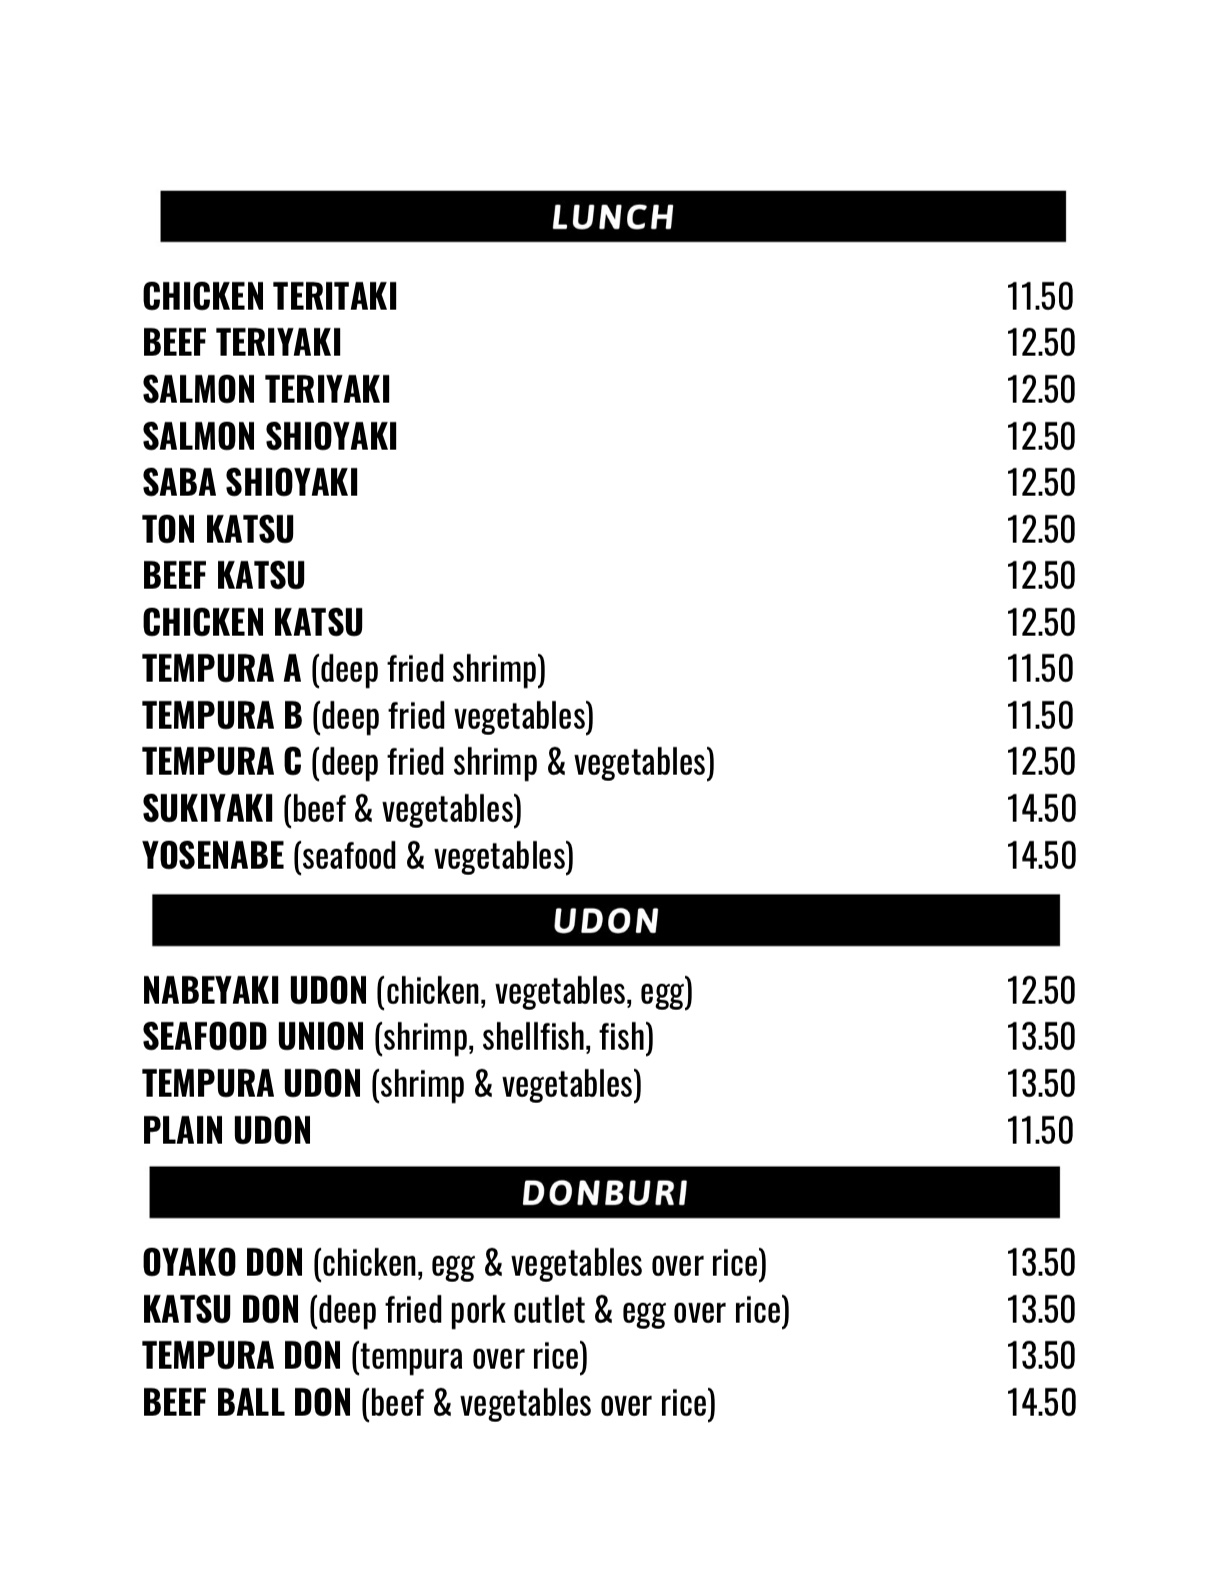 LUNCH
CHICKEN TERITAKI 11.50
BEEF TERIYAKI 12.50
SALMON TERIYAKI 12.50
SALMON SHIOYAKI 12.50
SABA SHIOYAKI 12.50
TON KATSU 12.50
BEEF KATSU 12.50
CHICKEN KATSU 12.50
TEMPURA A (deep fried shrimp) 11.50
TEMPURA B (deep fried vegetables) 11.50
TEMPURA C (deep fried shrimp & vegetables) 12.50
SUKIYAKI (beef & vegetables) 14.50
YOSENABE (seafood & vegetables) 14.50
UDON
NABEYAKI UDON (chicken, vegetables, egg) 12.50
SEAFOOD UNION (shrimp, shellfish, fish) 13.50
TEMPURA UDON (shrimp & vegetables) 13.50
PLAIN UDON 11.50
DONBURI
OYAKO DON (chicken, egg & vegetables over rice) 13.50
KATSU DON (deep fried pork cutlet & egg over rice) 13.50
TEMPURA DON (tempura over rice) 13.50
BEEF BALL DON (beef & vegetables over rice) 14.50